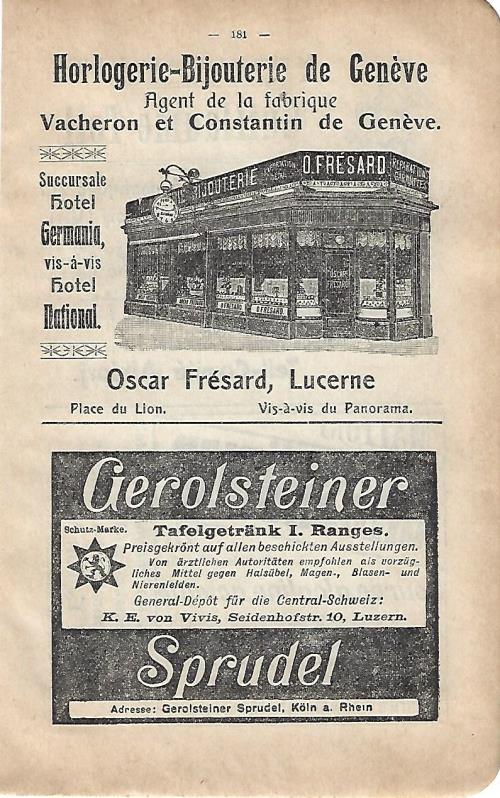 — 181 —
Horlogerie-Bijouterie de Genève
Agent de la fabrique
Vacheron et Constantin de Genève.
Succursale
Hotel
Germania,
vis-à-vis
Hotel
National.
BIJOUTERIE
O. FRÉSARD
RÉPARATIONS
GARANTIES
O. FRÉSARD
Oscar Frésard, Lucerne
Place du Lion. Vis-à-vis du Panorama.
Gerolsteiner
Schutz-Marke.
Tafelgetränk I. Ranges.
Preisgekrönt auf allen beschickten Ausstellungen.
Von ärztlichen Autoritäten empfohlen als vorzüg-
liches Mittel gegen Halsübel, Magen-, Blasen- und
Nierenleiden.
General-Dépôt für die Central-Schweiz:
K. E. von Vivis, Seidenhofstr. 10, Luzern.
Sprudel
Adresse: Gerolsteiner Sprudel, Köln a. Rhein